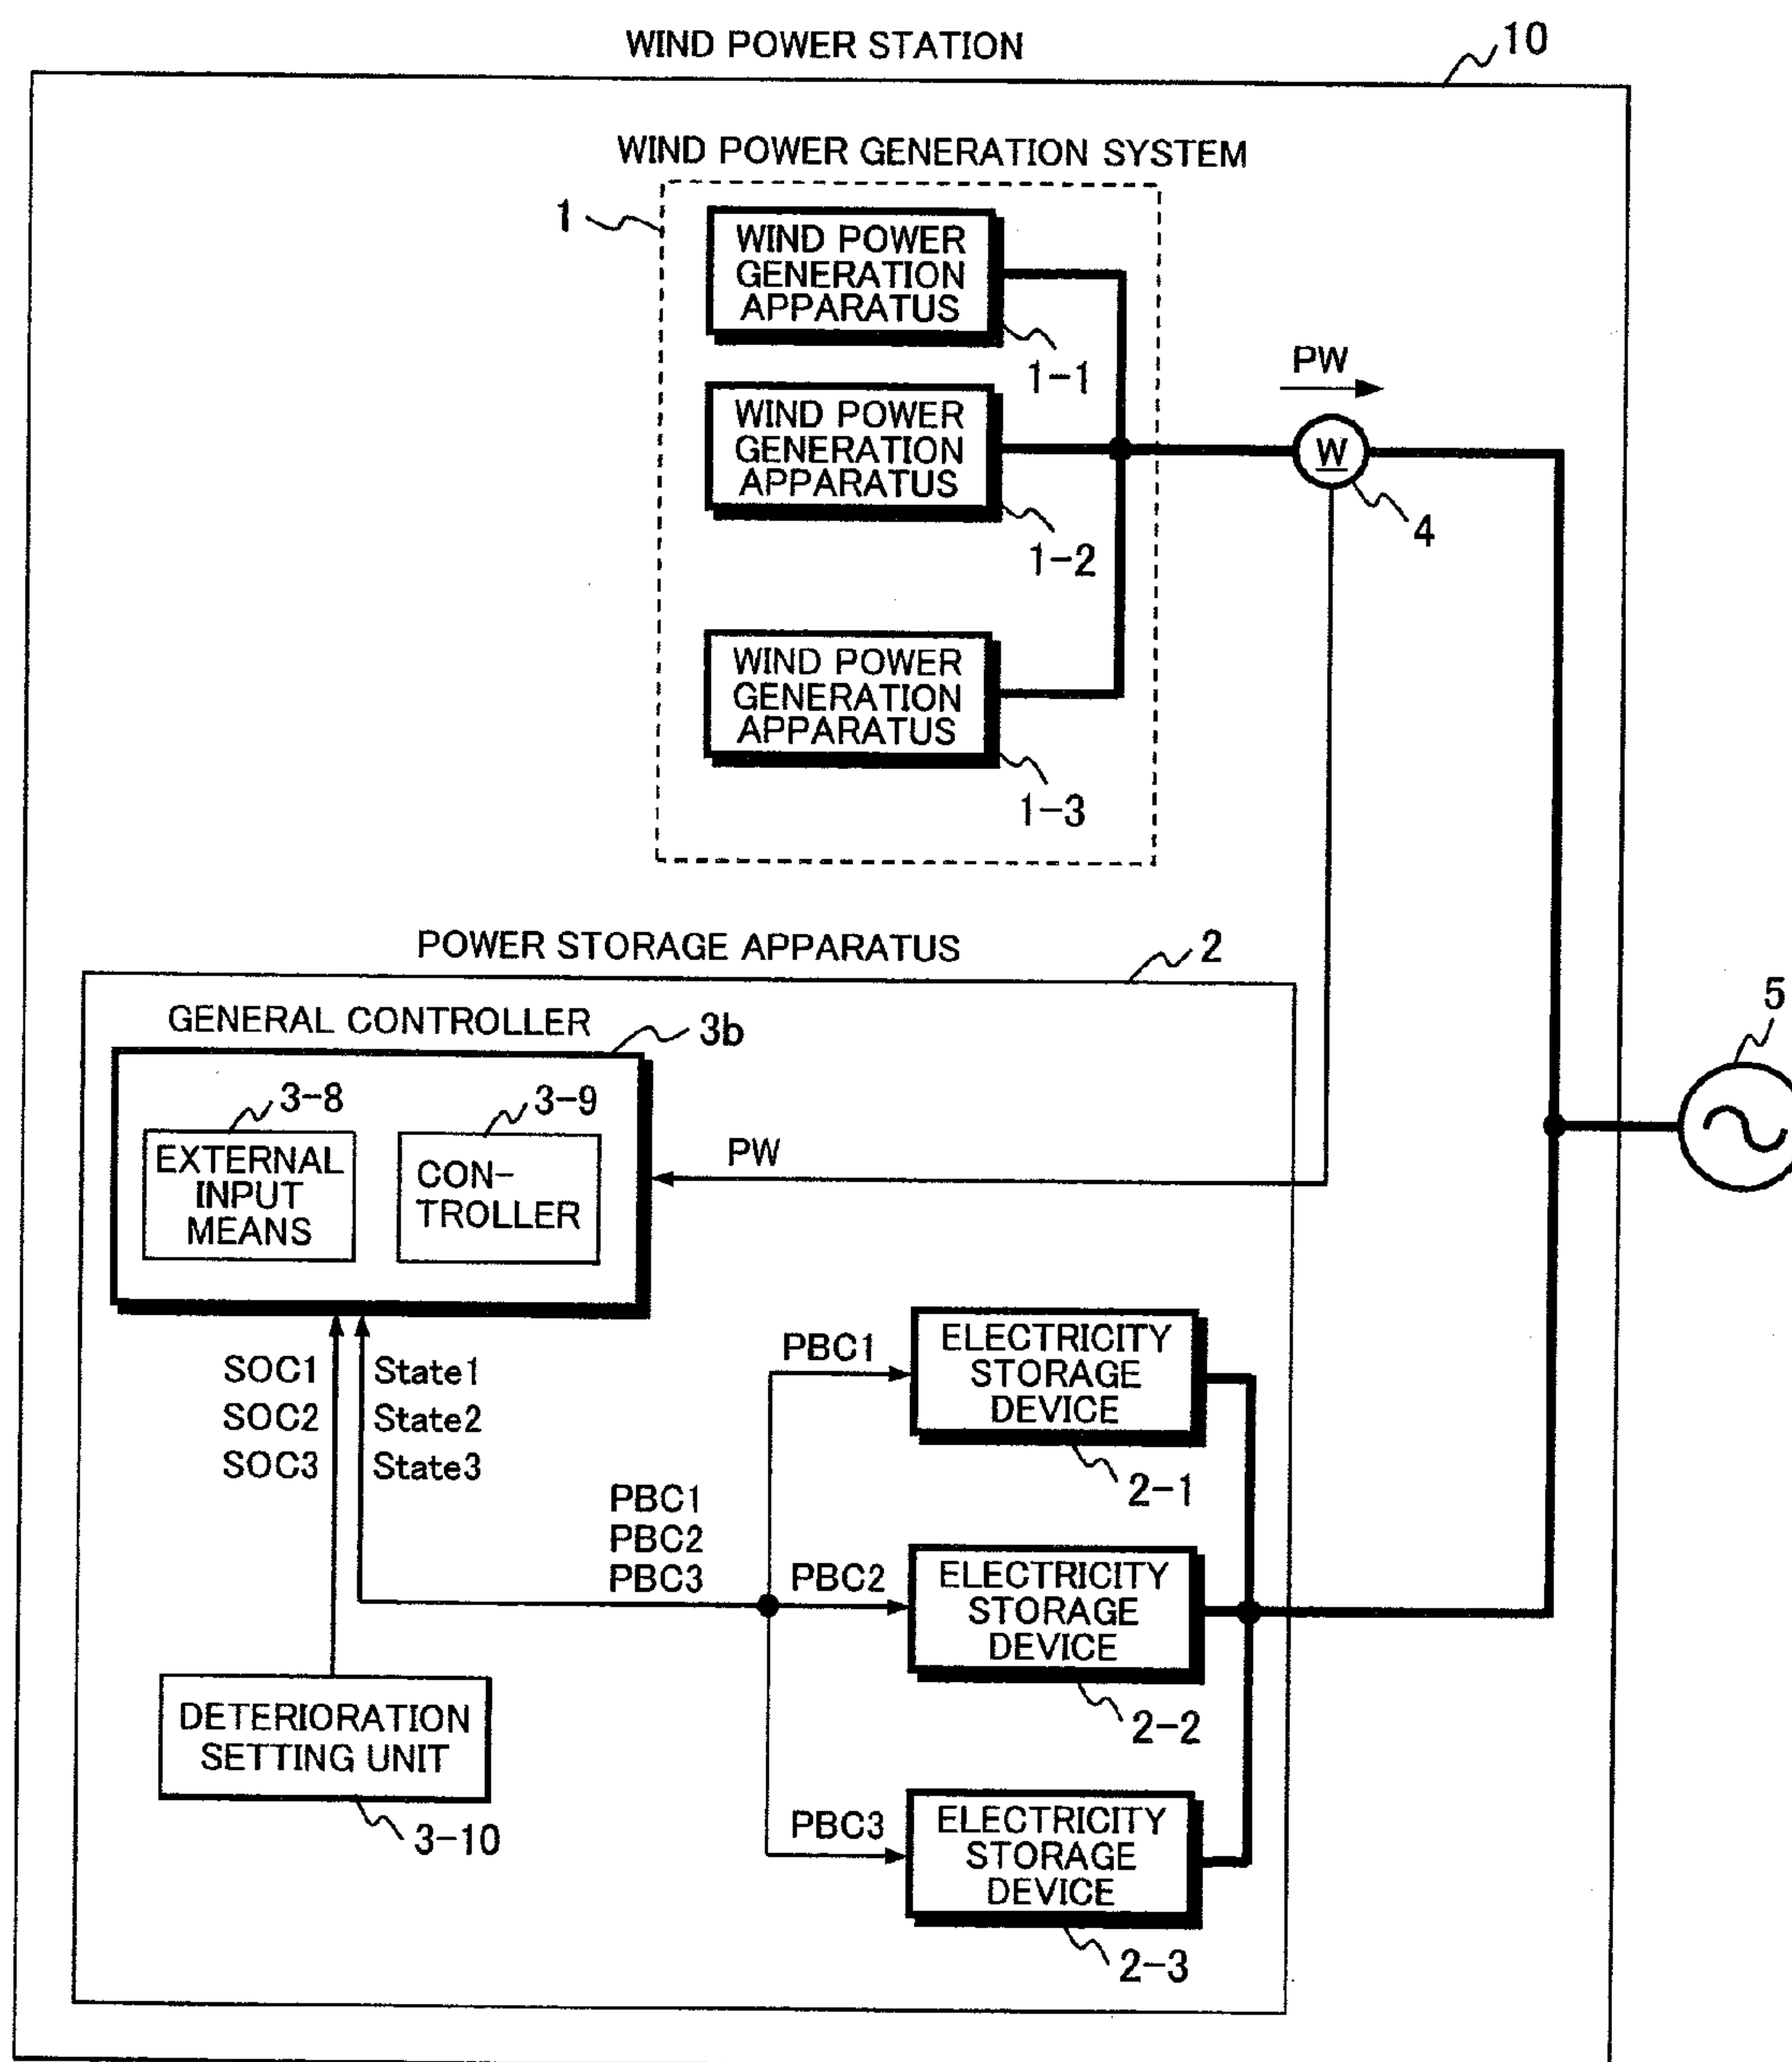 WIND POWER STATION
10
WIND POWER GENERATION SYSTEM
1
WIND POWER
GENERATION
APPARATUS
1-1
WIND POWER
GENERATION
APPARATUS
1-2
WIND POWER
GENERATION
APPARATUS
1-3
PW
W
4
POWER STORAGE APPARATUS
2
5
GENERAL CONTROLLER
3b
3-8
EXTERNAL
INPUT
MEANS
3-9
CON-
TROLLER
PW
SOC1
SOC2
SOC3
State1
State2
State3
PBC1
PBC2
PBC3
PBC1
ELECTRICITY
STORAGE
DEVICE
2-1
PBC2
ELECTRICITY
STORAGE
DEVICE
2-2
DETERIORATION
SETTING UNIT
3-10
PBC3
ELECTRICITY
STORAGE
DEVICE
2-3